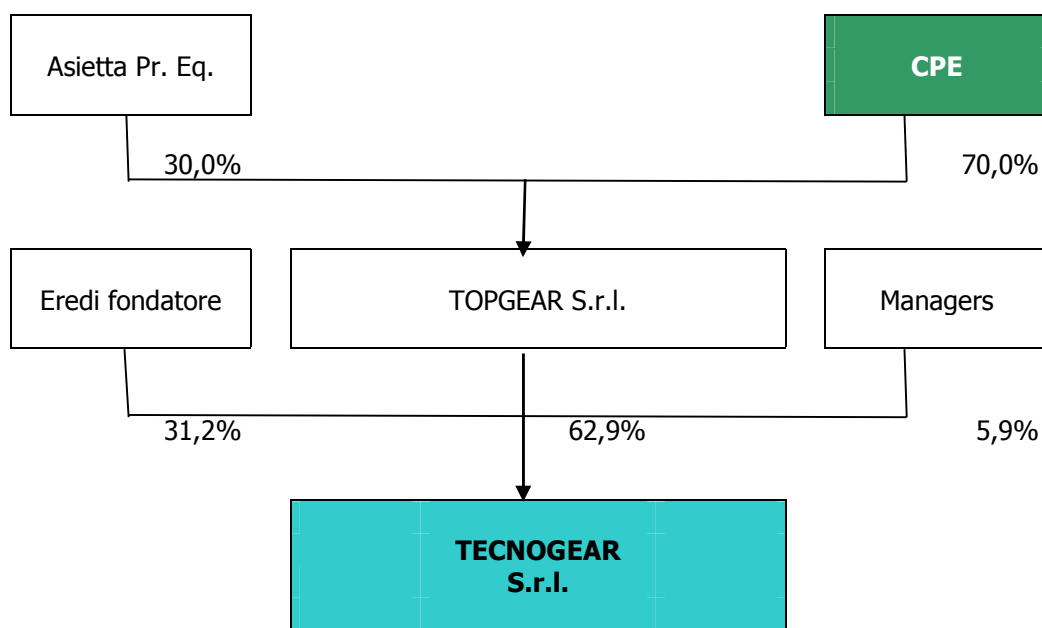 Asietta Pr. Eq.
CPE
30,0%
70,0%
Eredi fondatore
TOPGEAR S.r.l.
Managers
31,2%
62,9%
5,9%
TECNOGEAR
S.r.l.